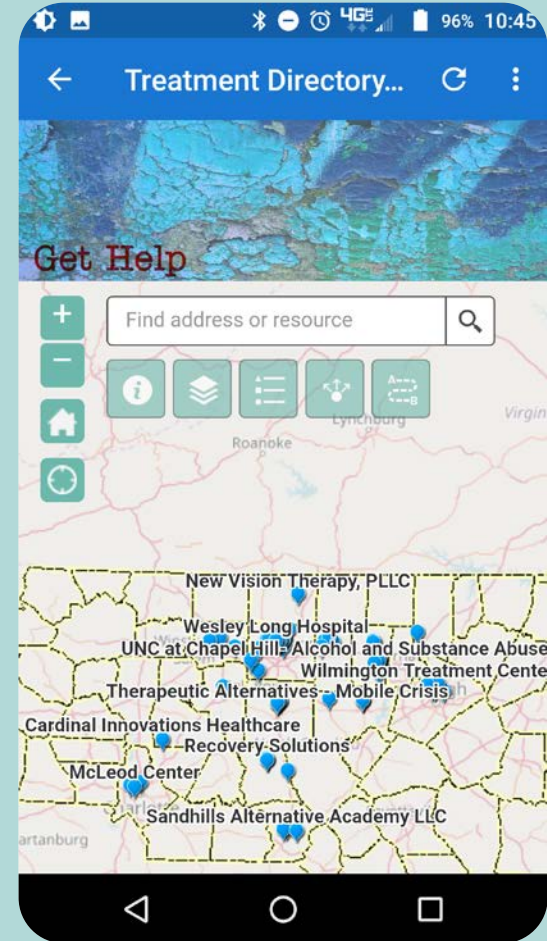 4G 96% 10:45
Treatment Directory...
Get Help
Find address or resource
A
B
Lynchburg
Virgin
Roanoke
New Vision Therapy, PLLC
Wesley Long Hospital
UNC at Chapel Hill- Alcohol and Substance Abuse
Wilmington Treatment Cente
Therapeutic Alternatives - Mobile Crisis
Cardinal Innovations Healthcare
Recovery Solutions
McLeod Center
Charlotte
Sandhills Alternative Academy LLC
artanburg